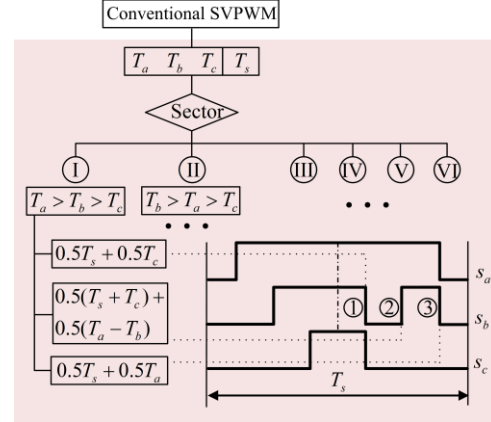 Conventional SVPWM
T_a T_b T_c T_s
Sector
I II III IV V VI
T_a > T_b > T_c
T_b > T_a > T_c
• • •
• • •
0.5T_s + 0.5T_c
0.5(T_s + T_c) +
0.5(T_a − T_b)
0.5T_s + 0.5T_a
s_a
① ② ③
s_b
s_c
T_s